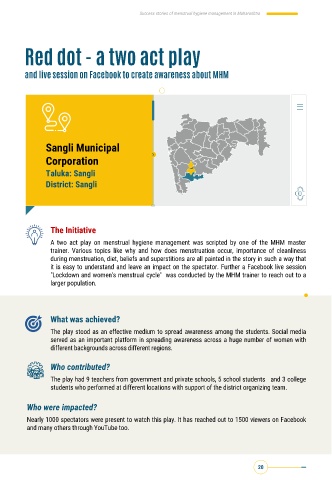 Success stories of menstrual hygiene management in Maharashtra
Red dot - a two act play
and live session on Facebook to create awareness about MHM
Sangli Municipal
Corporation
Taluka: Sangli
District: Sangli
The Initiative
A two act play on menstrual hygiene management was scripted by one of the MHM master
trainer. Various topics like why and how does menstruation occur, importance of cleanliness
during menstruation, diet, beliefs and superstitions are all painted in the story in such a way that
it is easy to understand and leave an impact on the spectator. Further a Facebook live session
"Lockdown and women's menstrual cycle" was conducted by the MHM trainer to reach out to a
larger population.
What was achieved?
The play stood as an effective medium to spread awareness among the students. Social media
served as an important platform in spreading awareness across a huge number of women with
different backgrounds across different regions.
Who contributed?
The play had 9 teachers from government and private schools, 5 school students and 3 college
students who performed at different locations with support of the district organizing team.
Who were impacted?
Nearly 1000 spectators were present to watch this play. It has reached out to 1500 viewers on Facebook
and many others through YouTube too.
20